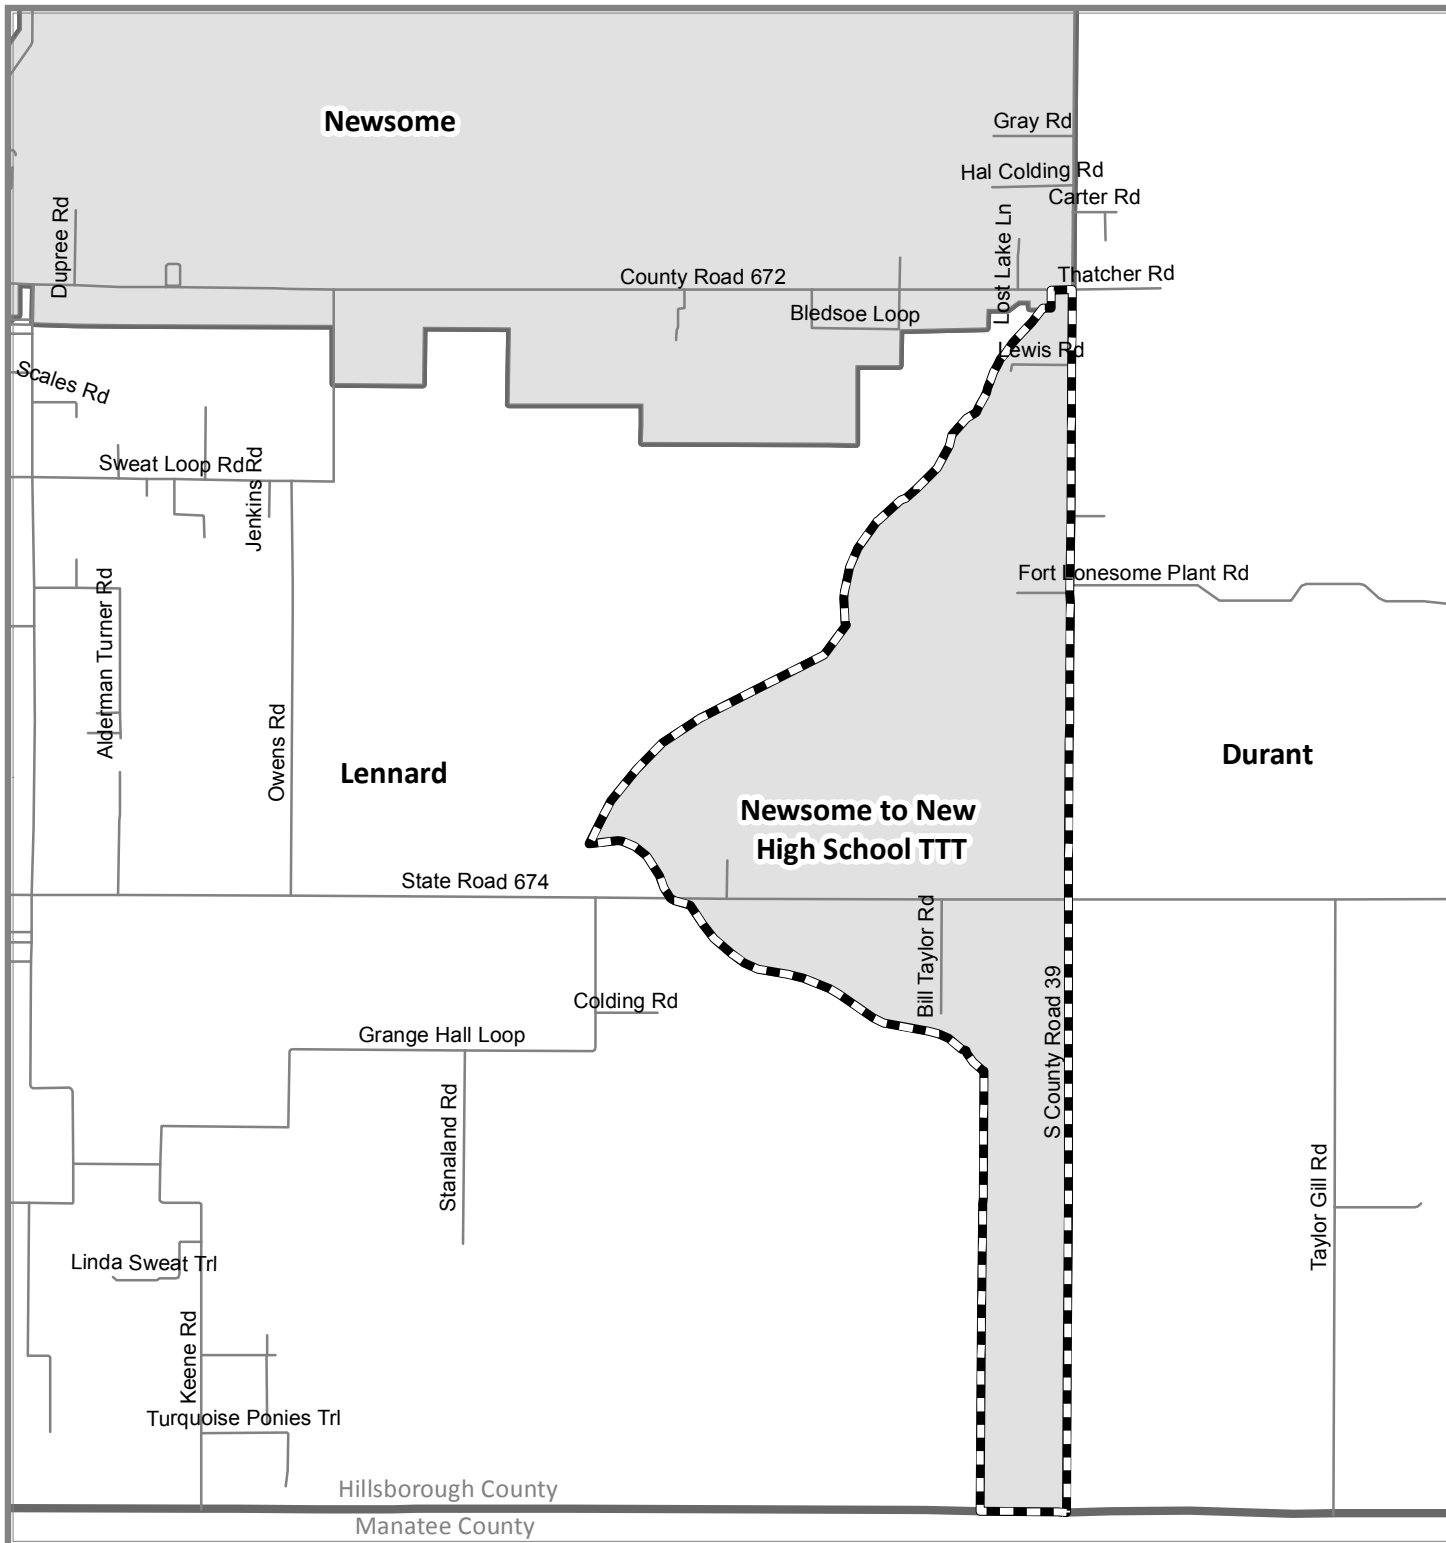 Newsome
Gray Rd
Hal Colding Rd
Carter Rd
Dupree Rd
Lost Lake Ln
County Road 672
Thatcher Rd
Bledsoe Loop
Lewis Rd
Scales Rd
Sweat Loop Rd
Jenkins Rd
Fort Lonesome Plant Rd
Alderman Turner Rd
Owens Rd
Lennard
Durant
Newsome to New
High School TTT
State Road 674
Bill Taylor Rd
S County Road 39
Colding Rd
Grange Hall Loop
Stanaland Rd
Taylor Gill Rd
Linda Sweat Trl
Keene Rd
Turquoise Ponies Trl
Hillsborough County
Manatee County